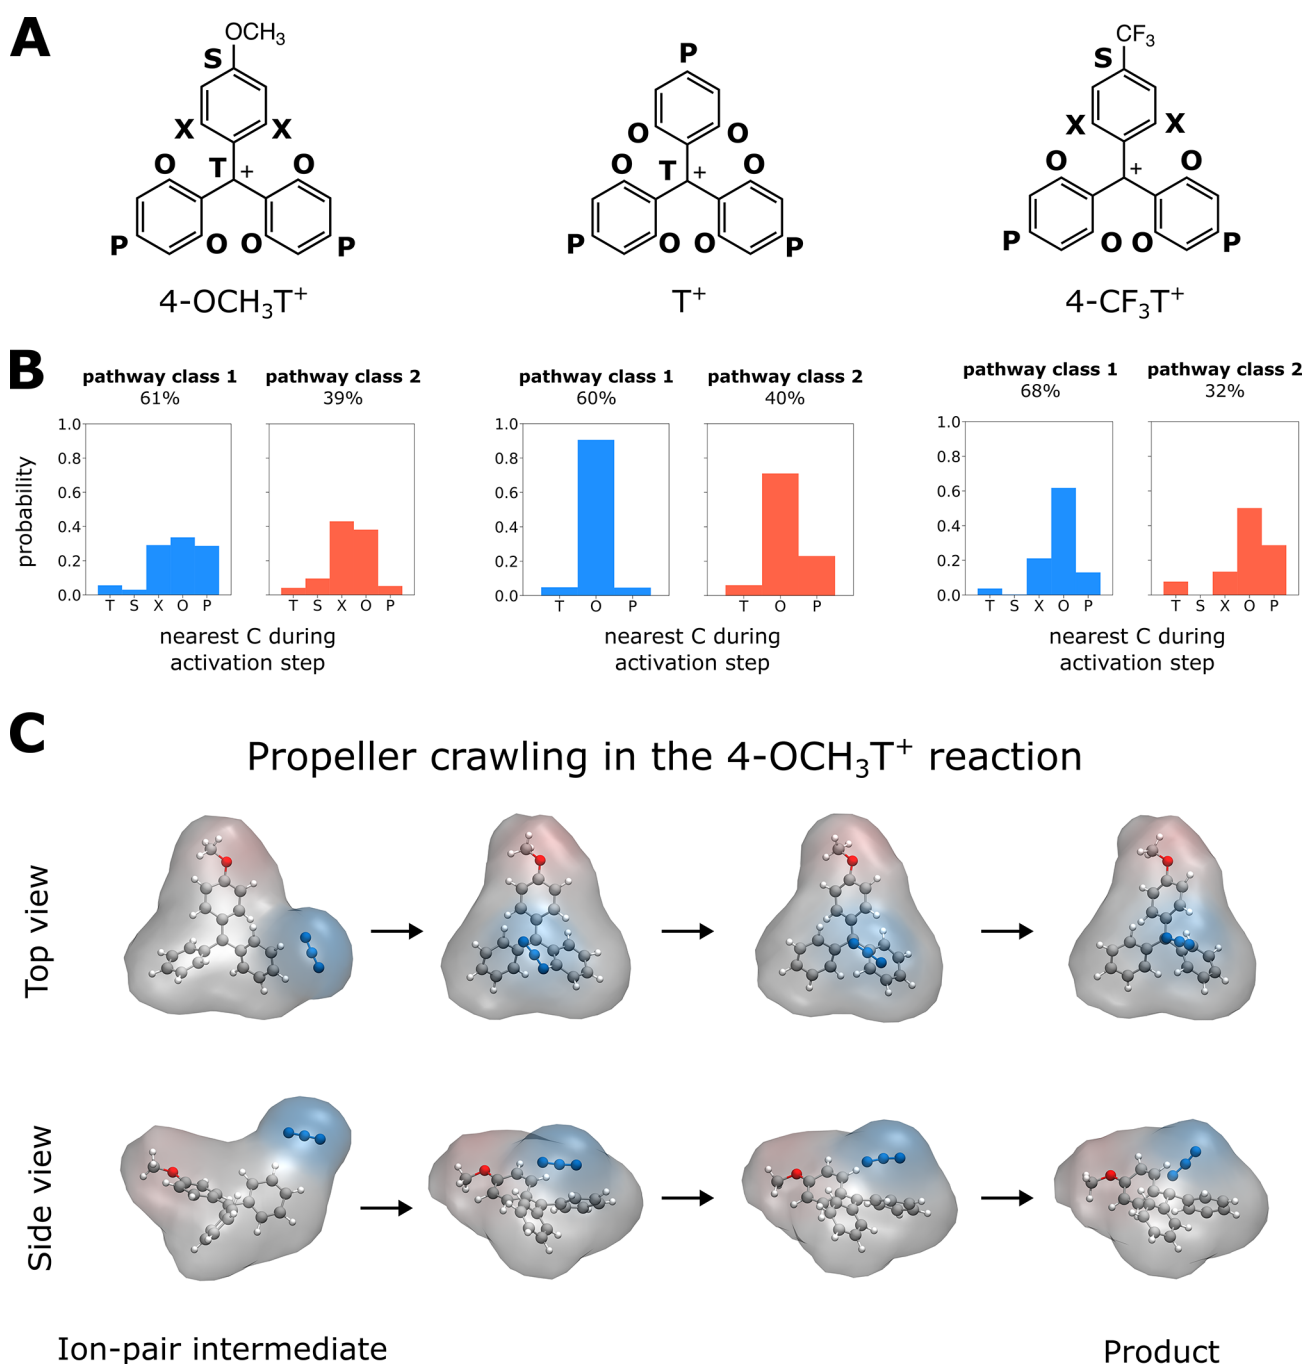 A
OCH3
S
X X
O T + O
P O O P
4-OCH3T+
P
O O
O T + O
P O O P
T+
CF3
S
X X
O + O
P O O P
4-CF3T+
B
pathway class 1
61%
pathway class 2
39%
pathway class 1
60%
pathway class 2
40%
pathway class 1
68%
pathway class 2
32%
probability
1.0
0.8
0.6
0.4
0.2
0.0
T S X O P
T S X O P
nearest C during
activation step
1.0
0.8
0.6
0.4
0.2
0.0
T O P
T O P
nearest C during
activation step
1.0
0.8
0.6
0.4
0.2
0.0
T S X O P
T S X O P
nearest C during
activation step
C
Propeller crawling in the 4-OCH3T+ reaction
Top view
Side view
Ion-pair intermediate
Product